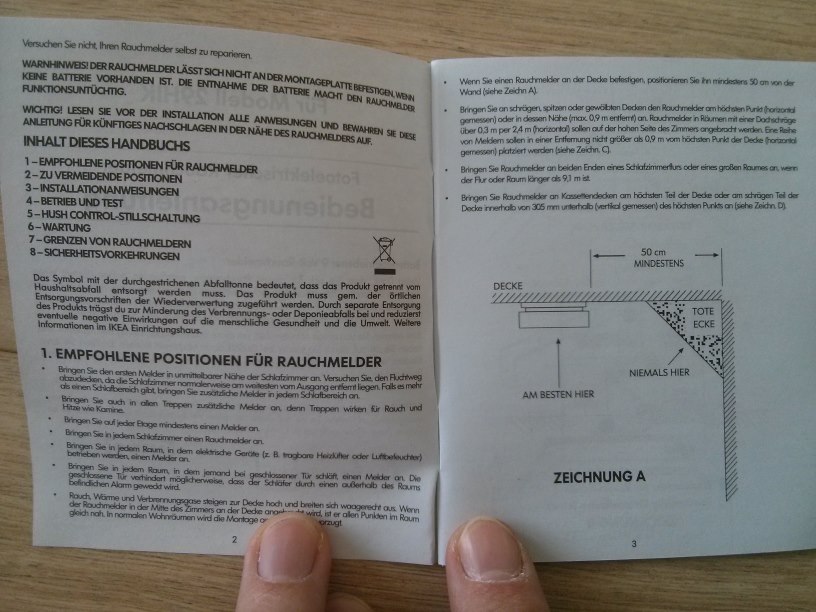 Versuchen Sie nicht, Ihren Rauchmelder selbst zu reparieren.
WARNHINWEIS! DER RAUCHMELDER LÄSST SICH NICHT AN DER MONTAGEPLATTE BEFESTIGEN, WENN
KEINE BATTERIE VORHANDEN IST. DIE ENTNAHME DER BATTERIE MACHT DEN RAUCHMELDER
FUNKTIONSUNTÜCHTIG.
WICHTIG! LESEN SIE VOR DER INSTALLATION ALLE ANWEISUNGEN UND BEWAHREN SIE DIESE
ANLEITUNG FÜR KÜNFTIGES NACHSCHLAGEN IN DER NÄHE DES RAUCHMELDERS AUF.
INHALT DIESES HANDBUCHS
1 – EMPFOHLENE POSITIONEN FÜR RAUCHMELDER
2 – ZU VERMEIDENDE POSITIONEN
3 – INSTALLATIONANWEISUNGEN
4 – BETRIEB UND TEST
5 – HUSH CONTROL-STILLSCHALTUNG
6 – WARTUNG
7 – GRENZEN VON RAUCHMELDERN
8 – SICHERHEITSVORKEHRUNGEN
Das Symbol mit der durchgestrichenen Abfalltonne bedeutet, dass das Produkt getrennt vom
Haushaltsabfall entsorgt werden muss. Das Produkt muss gem. der örtlichen
Entsorgungsvorschriften der Wiederverwertung zugeführt werden. Durch separate Entsorgung
des Produkts trägst du zur Minderung des Verbrennungs- oder Deponieabfalls bei und reduzierst
eventuelle negative Einwirkungen auf die menschliche Gesundheit und die Umwelt. Weitere
Informationen im IKEA Einrichtungshaus.
1. EMPFOHLENE POSITIONEN FÜR RAUCHMELDER
• Bringen Sie den ersten Melder in unmittelbarer Nähe der Schlafzimmer an. Versuchen Sie, den Fluchtweg
abzudecken, da die Schlafzimmer normalerweise am weitesten vom Ausgang entfernt liegen. Falls es mehr
als einen Schlafbereich gibt, bringen Sie zusätzliche Melder in jedem Schlafbereich an.
• Bringen Sie auch in allen Treppen zusätzliche Melder an, denn Treppen wirken für Rauch und
Hitze wie Kamine.
• Bringen Sie auf jeder Etage mindestens einen Melder an.
• Bringen Sie in jedem Schlafzimmer einen Rauchmelder an.
• Bringen Sie in jedem Raum, in dem elektrische Geräte (z. B. tragbare Heizlüfter oder Luftbefeuchter)
betrieben werden, einen Melder an.
• Bringen Sie in jedem Raum, in dem jemand bei geschlossener Tür schläft, einen Melder an. Die
geschlossene Tür verhindert möglicherweise, dass der Schläfer durch einen außerhalb des Raums
befindlichen Alarm geweckt wird.
• Rauch, Wärme und Verbrennungsgase steigen zur Decke hoch und breiten sich waagerecht aus. Wenn
der Rauchmelder in der Mitte des Zimmers an der Decke wird, ist er allen Punkten im Raum
gleich nah. In normalen Wohnräumen wird die Montage
2
• Wenn Sie einen Rauchmelder an der Decke befestigen, positionieren Sie ihn mindestens 50 cm von der
Wand (siehe Zeichn A).
• Bringen Sie an schrägen, spitzen oder gewölbten Decken den Rauchmelder am höchsten Punkt (horizontal
gemessen) oder in dessen Nähe (max. 0,9 m entfernt) an. Rauchmelder in Räumen mit einer Dachschräge
über 0,3 m per 2,4 m (horizontal) sollen auf der hohen Seite des Zimmers angebracht werden. Eine Reihe
von Meldern sollen in einer Entfernung nicht größer als 0,9 m vom höchsten Punkt der Decke (horizontal
gemessen) platziert werden (siehe Zeichn. C).
• Bringen Sie Rauchmelder an beiden Enden eines Schlafzimmerflurs oder eines großen Raumes an, wenn
der Flur oder Raum länger als 9,1 m ist.
• Bringen Sie Rauchmelder an Kassettendecken am höchsten Teil der Decke oder am schrägen Teil der
Decke innerhalb von 305 mm unterhalb (vertikal gemessen) des höchsten Punkts an (siehe Zeichn. D).
50 cm
MINDESTENS
DECKE
TOTE
ECKE
NIEMALS HIER
AM BESTEN HIER
ZEICHNUNG A
3